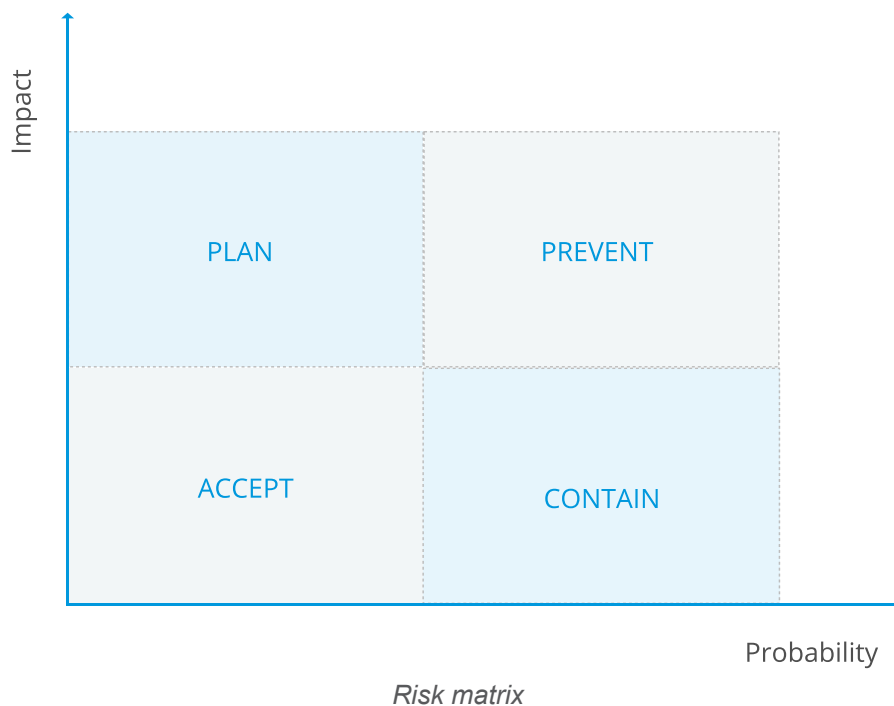 Impact
PLAN
PREVENT
ACCEPT
CONTAIN
Probability
Risk matrix